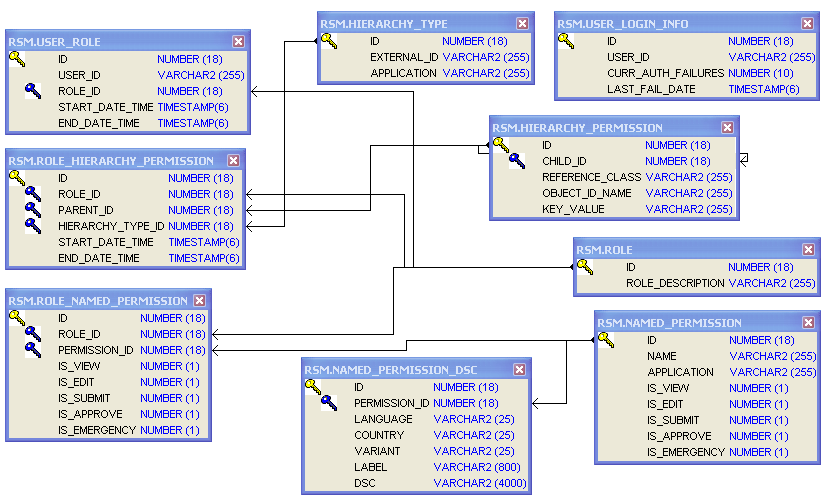 RSM.USER_ROLE
ID NUMBER (18)
USER_ID VARCHAR2 (255)
ROLE_ID NUMBER (18)
START_DATE_TIME TIMESTAMP(6)
END_DATE_TIME TIMESTAMP(6)
RSM.HIERARCHY_TYPE
ID NUMBER (18)
EXTERNAL_ID VARCHAR2 (255)
APPLICATION VARCHAR2 (255)
RSM.USER_LOGIN_INFO
ID NUMBER (18)
USER_ID VARCHAR2 (255)
CURR_AUTH_FAILURES NUMBER (10)
LAST_FAIL_DATE TIMESTAMP(6)
RSM.ROLE_HIERARCHY_PERMISSION
ID NUMBER (18)
ROLE_ID NUMBER (18)
PARENT_ID NUMBER (18)
HIERARCHY_TYPE_ID NUMBER (18)
START_DATE_TIME TIMESTAMP(6)
END_DATE_TIME TIMESTAMP(6)
RSM.HIERARCHY_PERMISSION
ID NUMBER (18)
CHILD_ID NUMBER (18)
REFERENCE_CLASS VARCHAR2 (255)
OBJECT_ID_NAME VARCHAR2 (255)
KEY_VALUE VARCHAR2 (255)
RSM.ROLE
ID NUMBER (18)
ROLE_DESCRIPTION VARCHAR2 (255)
RSM.ROLE_NAMED_PERMISSION
ID NUMBER (18)
ROLE_ID NUMBER (18)
PERMISSION_ID NUMBER (18)
IS_VIEW NUMBER (1)
IS_EDIT NUMBER (1)
IS_SUBMIT NUMBER (1)
IS_APPROVE NUMBER (1)
IS_EMERGENCY NUMBER (1)
RSM.NAMED_PERMISSION_DSC
ID NUMBER (18)
PERMISSION_ID NUMBER (18)
LANGUAGE VARCHAR2 (25)
COUNTRY VARCHAR2 (25)
VARIANT VARCHAR2 (25)
LABEL VARCHAR2 (800)
DSC VARCHAR2 (4000)
RSM.NAMED_PERMISSION
ID NUMBER (18)
NAME VARCHAR2 (255)
APPLICATION VARCHAR2 (255)
IS_VIEW NUMBER (1)
IS_EDIT NUMBER (1)
IS_SUBMIT NUMBER (1)
IS_APPROVE NUMBER (1)
IS_EMERGENCY NUMBER (1)